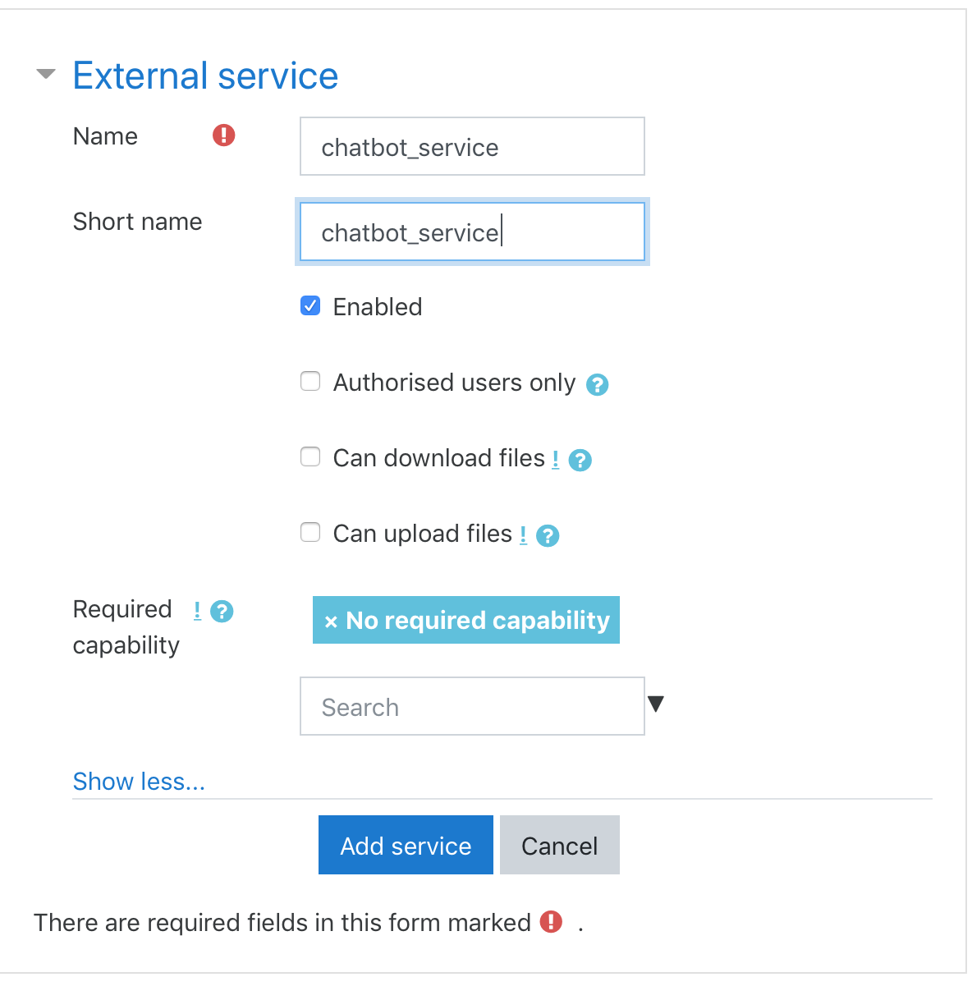 External service
Name
chatbot_service
Short name
chatbot_service
Enabled
Authorised users only ?
Can download files ! ?
Can upload files ! ?
Required ! ?
capability
× No required capability
Search
Show less...
Add service
Cancel
There are required fields in this form marked ! .